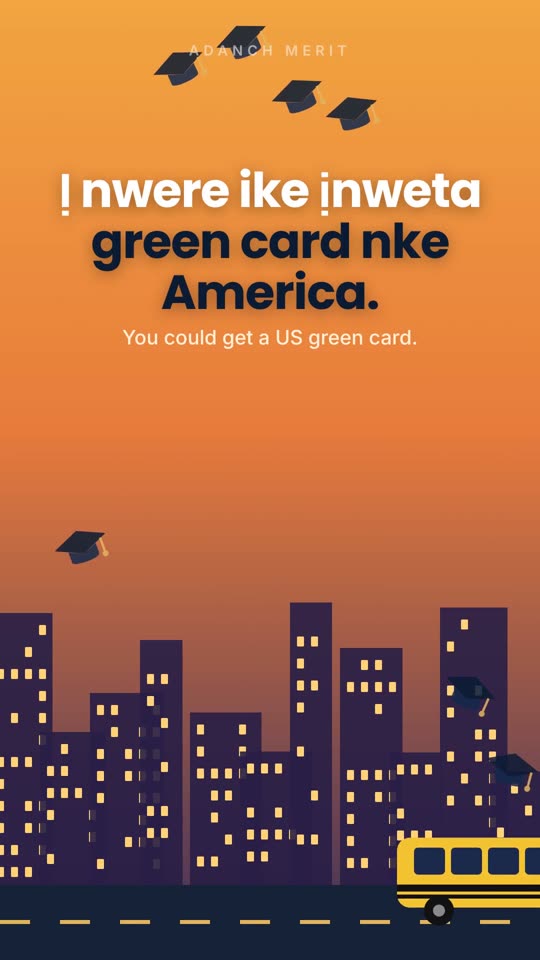 ADANCH MERIT
Ị nwere ike ịnweta
green card nke
America.
You could get a US green card.